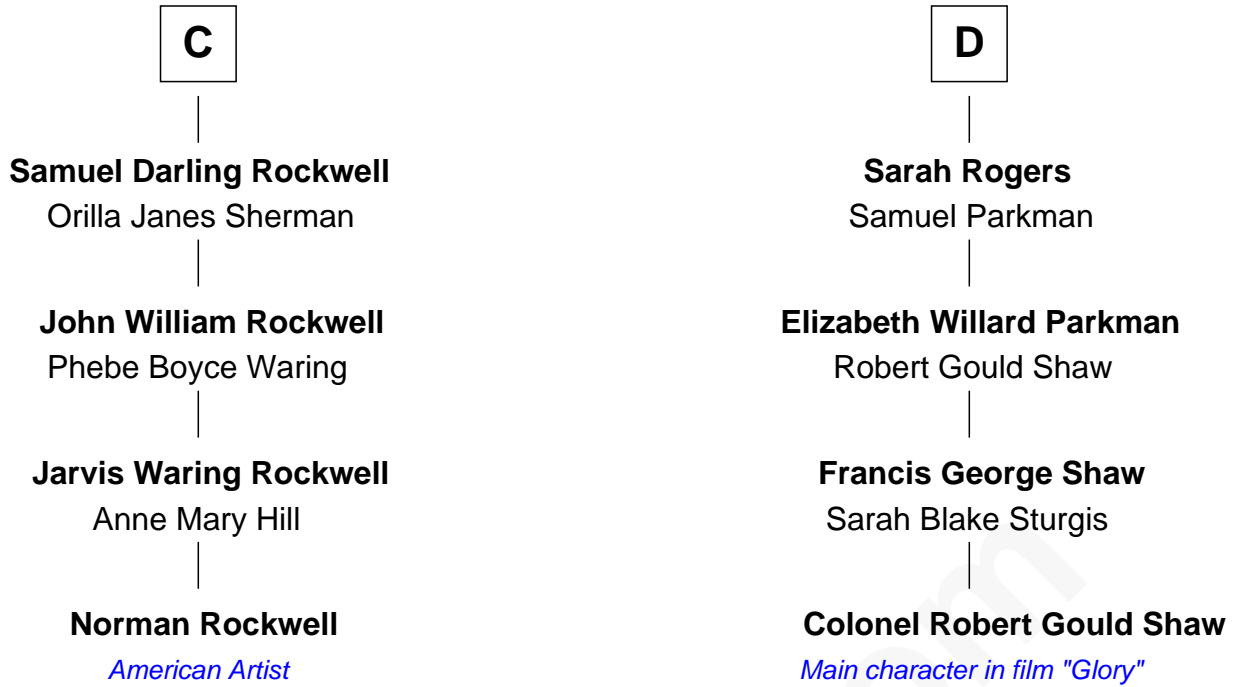 C
Samuel Darling Rockwell
Orilla Janes Sherman
John William Rockwell
Phebe Boyce Waring
Jarvis Waring Rockwell
Anne Mary Hill
Norman Rockwell
American Artist
D
Sarah Rogers
Samuel Parkman
Elizabeth Willard Parkman
Robert Gould Shaw
Francis George Shaw
Sarah Blake Sturgis
Colonel Robert Gould Shaw
Main character in film "Glory"